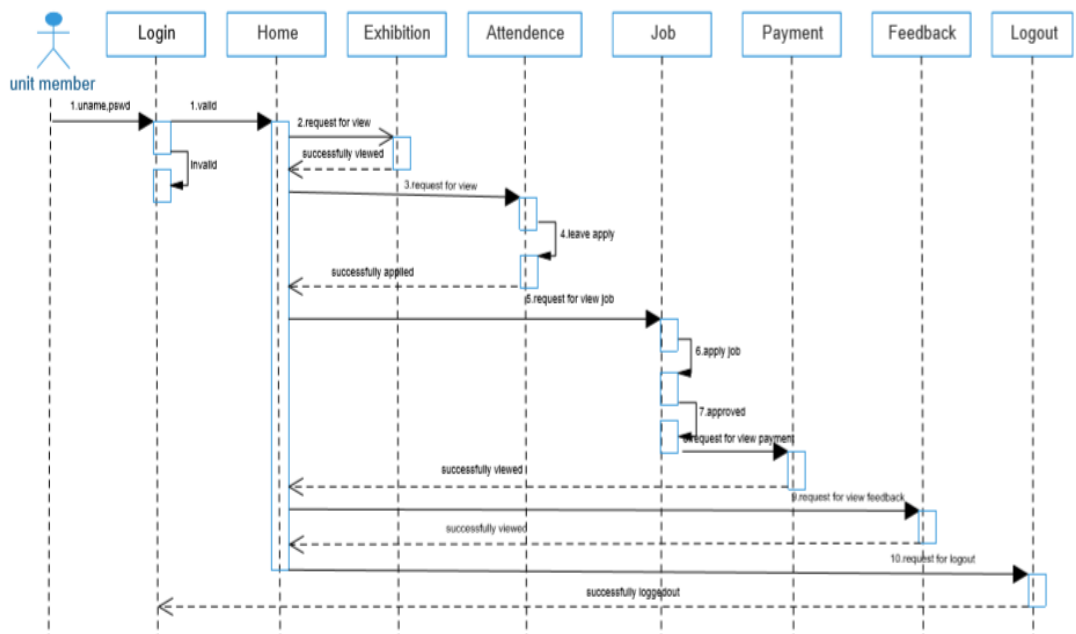 Login
Home
Exhibition
Attendence
Job
Payment
Feedback
Logout
unit member
1.uname,pswd
1.valid
2.request for view
successfully viewed
invalid
3.request for view
4.leave apply
successfully applied
5.request for view job
6.apply job
7.approved
request for view payment
successfully viewed
9.request for view feedback
successfully viewed
10.request for logout
successfully loggedout